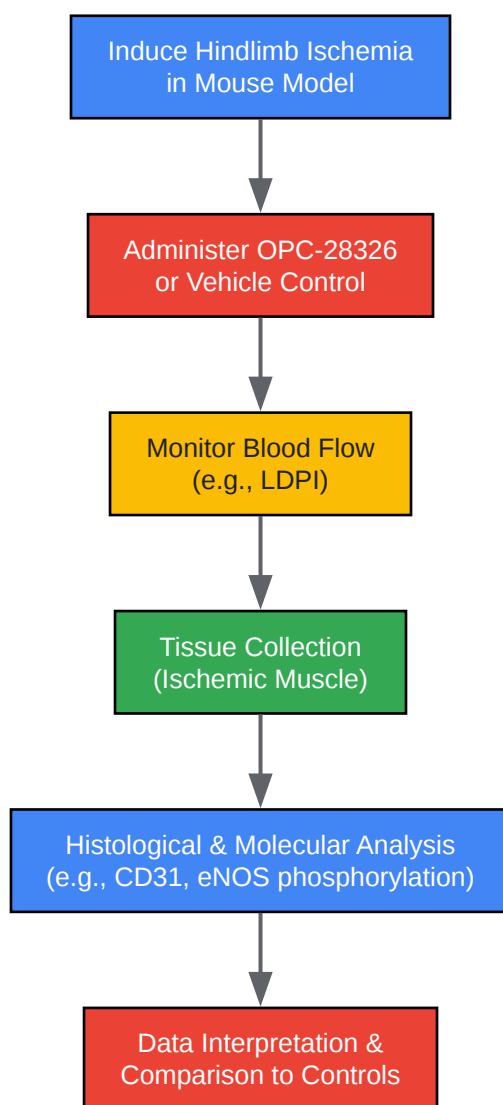 Induce Hindlimb Ischemia
in Mouse Model
Administer OPC-28326
or Vehicle Control
Monitor Blood Flow
(e.g., LDPI)
Tissue Collection
(Ischemic Muscle)
Histological & Molecular Analysis
(e.g., CD31, eNOS phosphorylation)
Data Interpretation &
Comparison to Controls